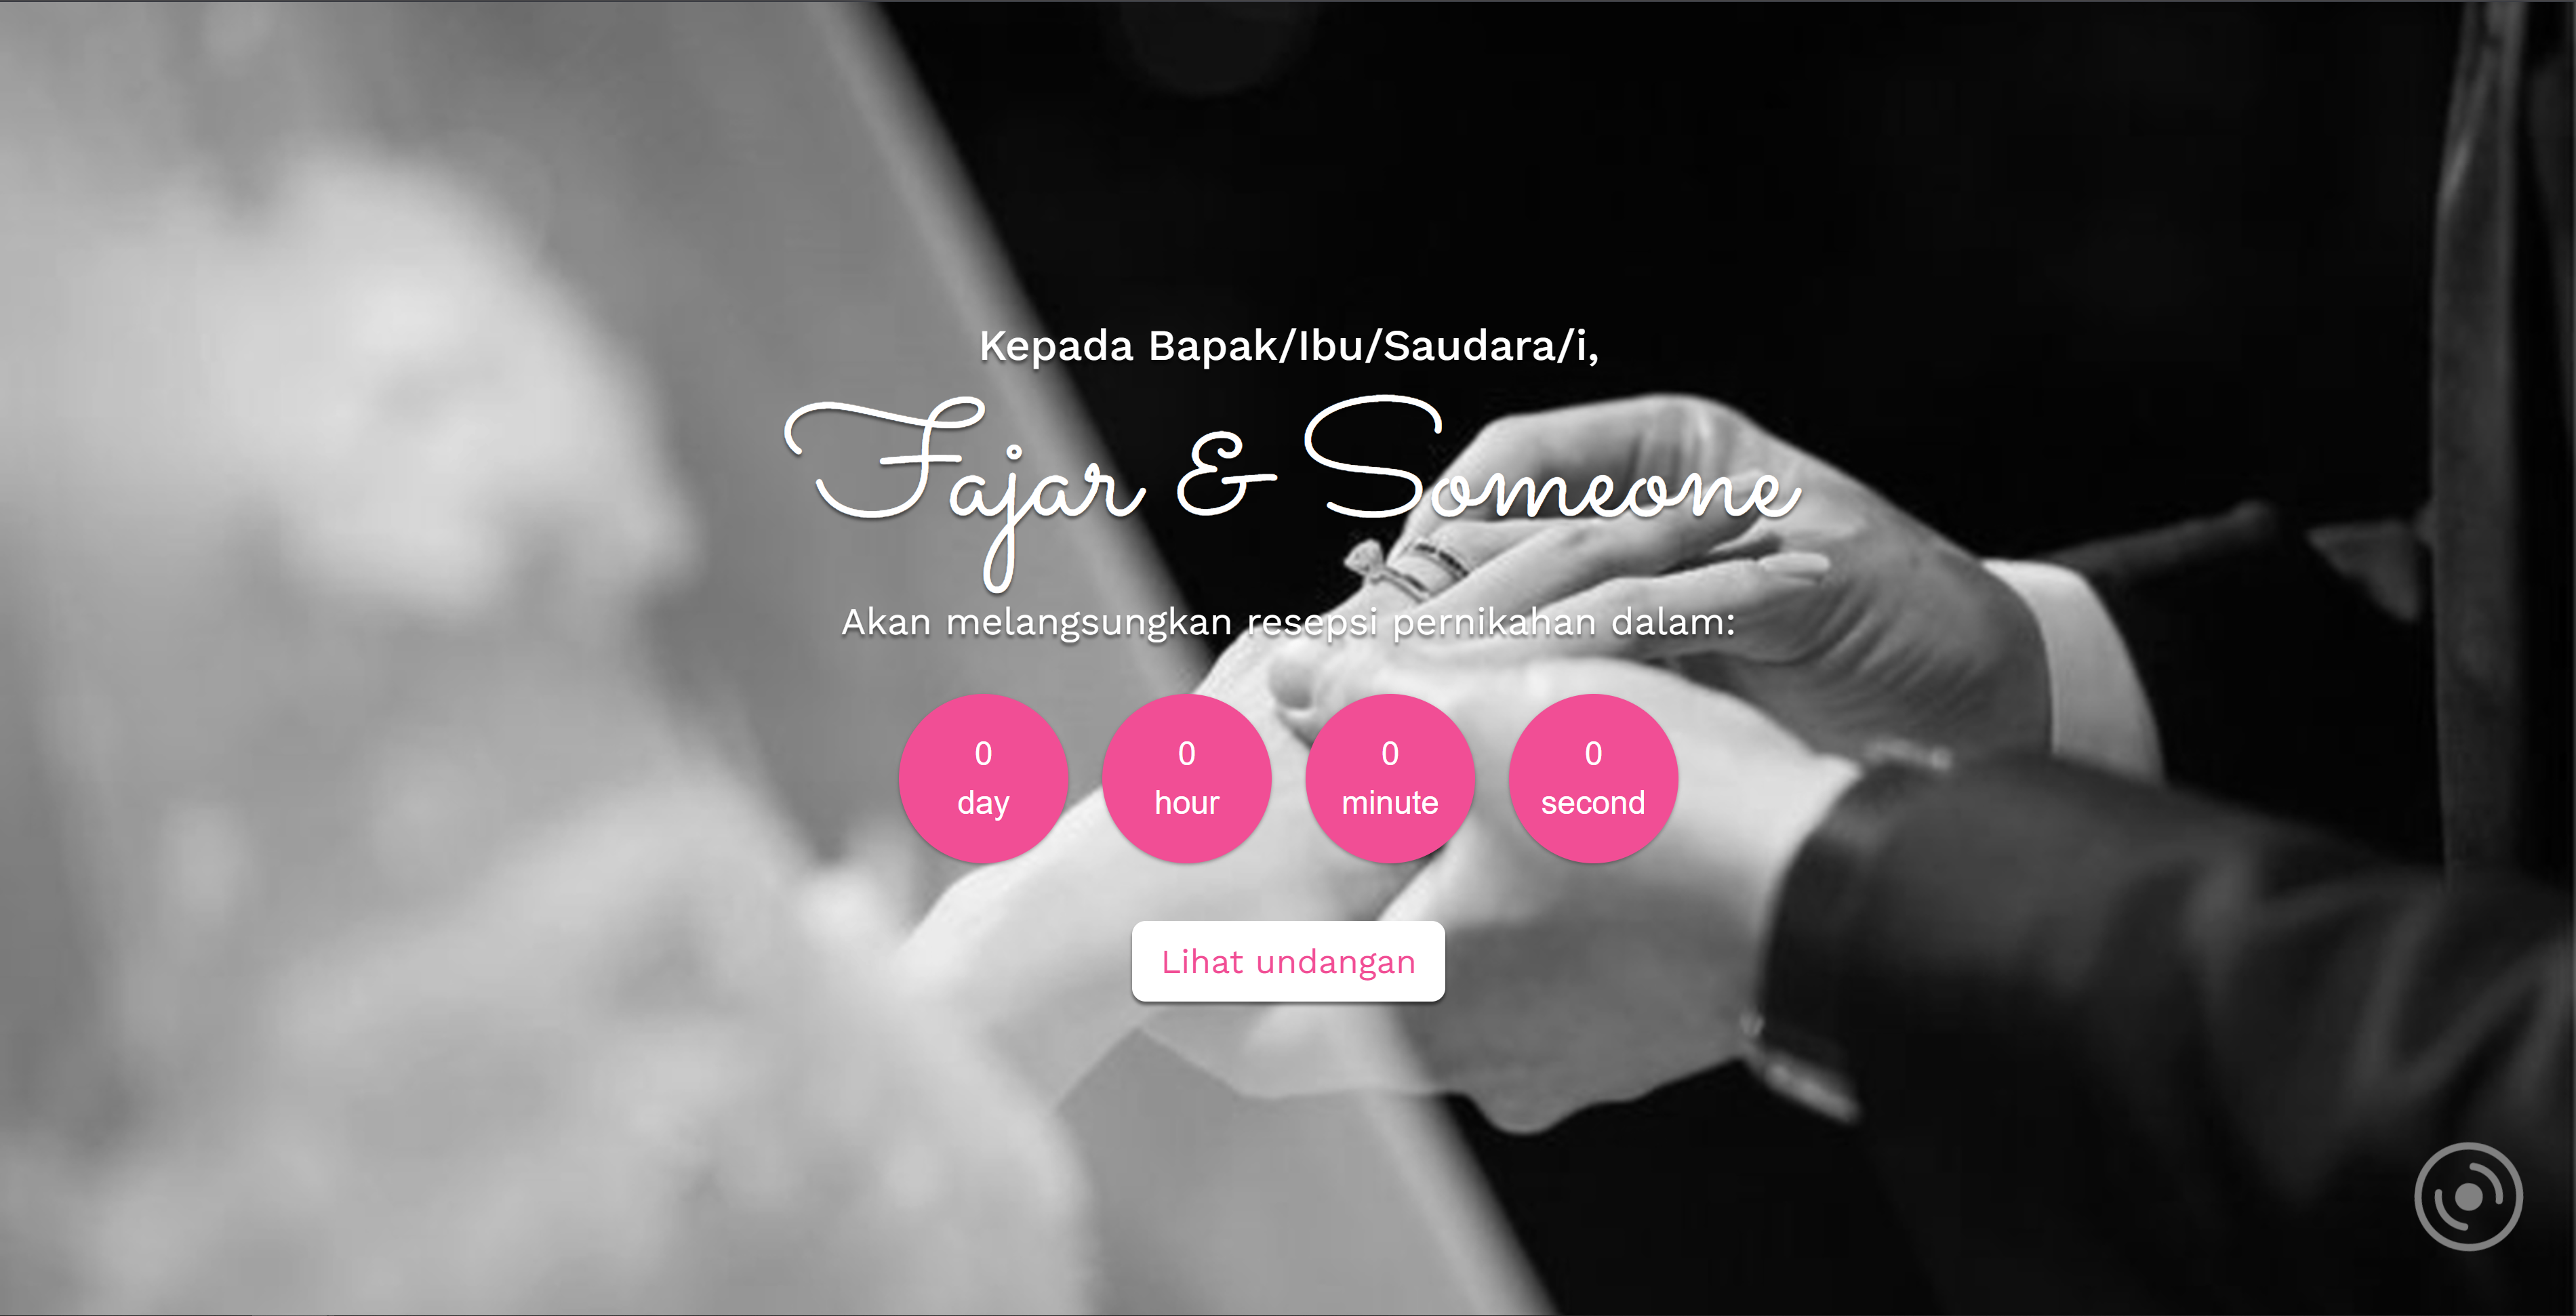 Kepada Bapak/Ibu/Saudara/i,
Fajar & Someone
Akan melangsungkan resepsi pernikahan dalam:
0 0 0 0
day hour minute second
Lihat undangan